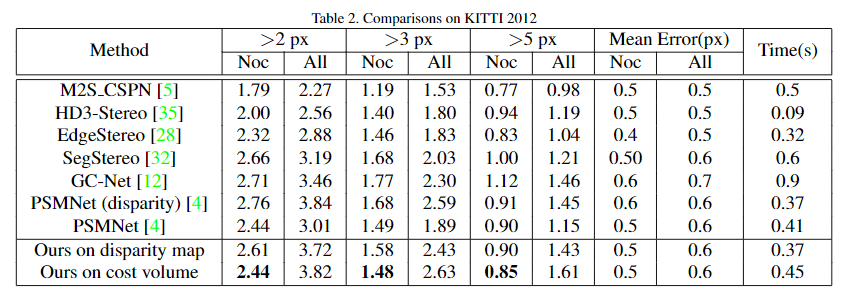 Table 2. Comparisons on KITTI 2012
Method >2 px >3 px >5 px Mean Error(px) Time(s)
Noc All Noc All Noc All Noc All
M2S_CSPN [5] 1.79 2.27 1.19 1.53 0.77 0.98 0.5 0.5 0.5
HD3-Stereo [35] 2.00 2.56 1.40 1.80 0.94 1.19 0.5 0.5 0.09
EdgeStereo [28] 2.32 2.88 1.46 1.83 0.83 1.04 0.4 0.5 0.32
SegStereo [32] 2.66 3.19 1.68 2.03 1.00 1.21 0.50 0.6 0.6
GC-Net [12] 2.71 3.46 1.77 2.30 1.12 1.46 0.6 0.7 0.9
PSMNet (disparity) [4] 2.76 3.84 1.68 2.59 0.91 1.45 0.6 0.6 0.37
PSMNet [4] 2.44 3.01 1.49 1.89 0.90 1.15 0.5 0.6 0.41
Ours on disparity map 2.61 3.72 1.58 2.43 0.90 1.43 0.5 0.6 0.37
Ours on cost volume 2.44 3.82 1.48 2.63 0.85 1.61 0.5 0.6 0.45